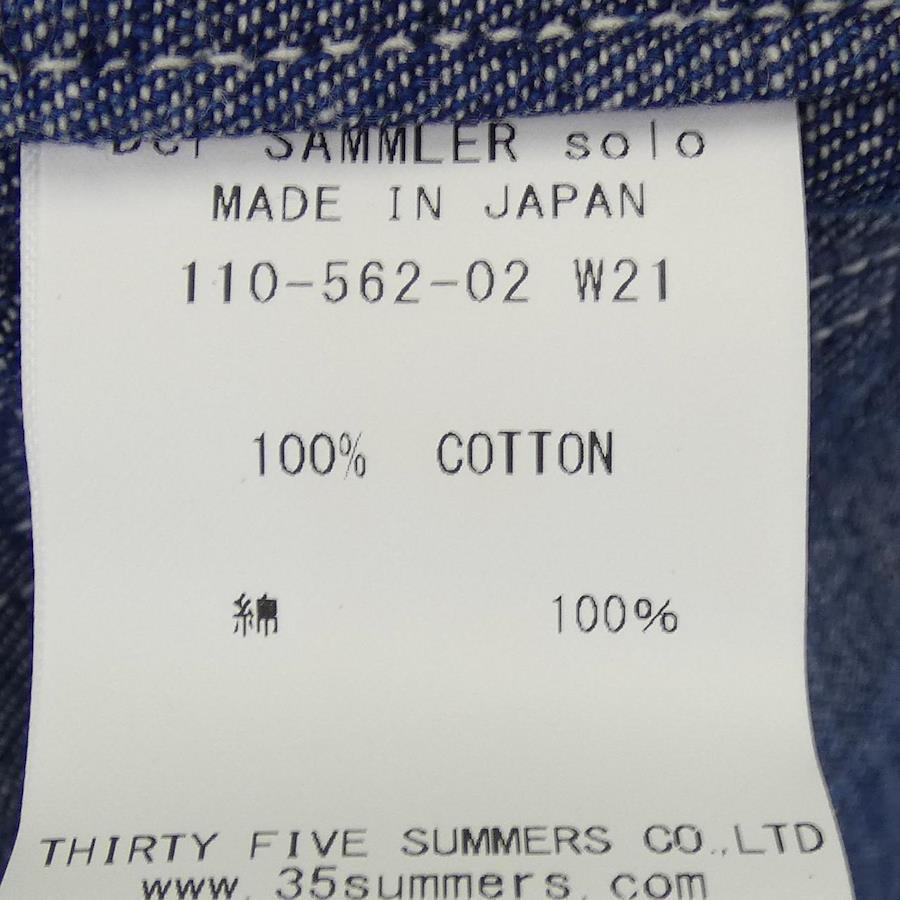 Der SAMMLER solo
MADE IN JAPAN
110-562-02 W21
100% COTTON
綿 100%
THIRTY FIVE SUMMERS CO.,LTD
www.35summers.com